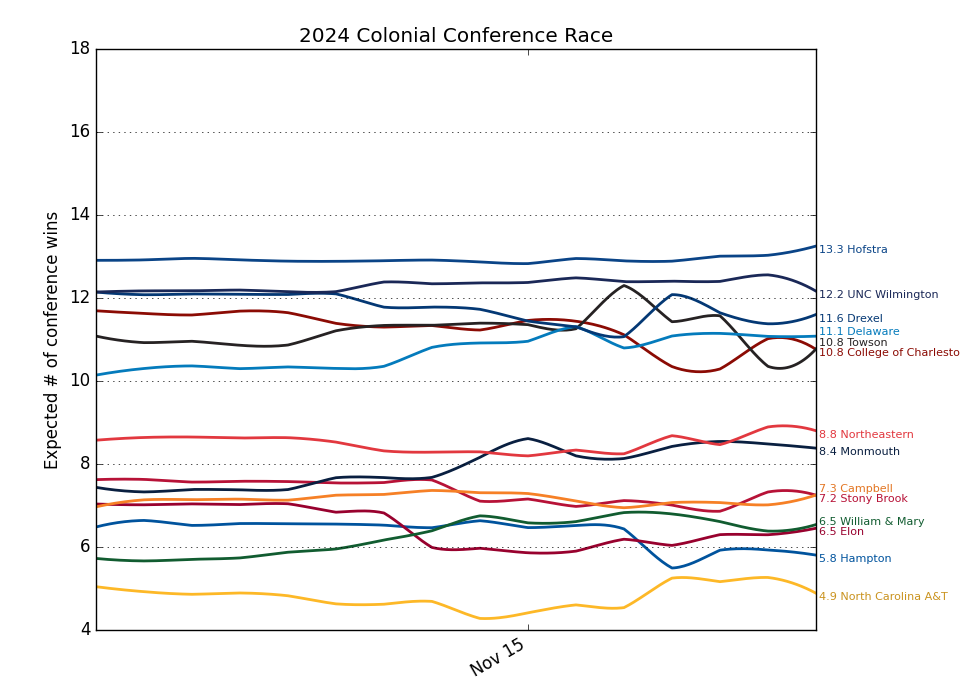 2024 Colonial Conference Race
Expected # of conference wins
18
16
14
12
10
8
6
4
Nov 15
13.3 Hofstra
12.2 UNC Wilmington
11.6 Drexel
11.1 Delaware
10.8 Towson
10.8 College of Charlesto
8.8 Northeastern
8.4 Monmouth
7.3 Campbell
7.2 Stony Brook
6.5 William & Mary
6.5 Elon
5.8 Hampton
4.9 North Carolina A&T